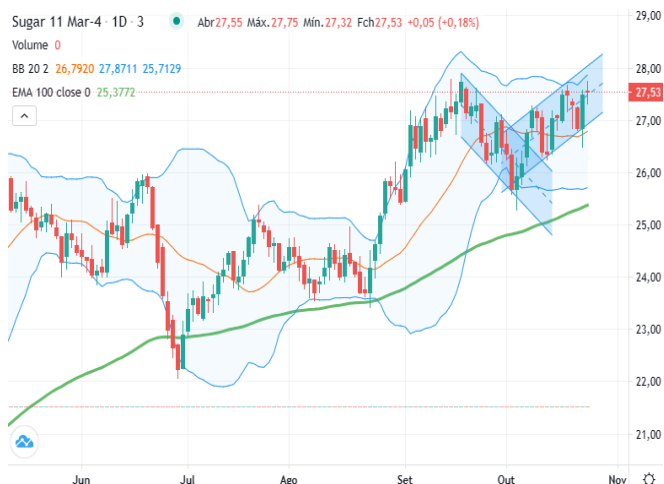 Sugar 11 Mar-4 · 1D · 3 Abr27,55 Máx.27,75 Mín.27,32 Fch27,53 +0,05 (+0,18%)
Volume 0
BB 20 2 26,7920 27,8711 25,7129
EMA 100 close 0 25,3772
29,00
28,00
27,53
27,00
26,00
25,00
24,00
23,00
22,00
21,00
Jun Jul Ago Set Out Nov